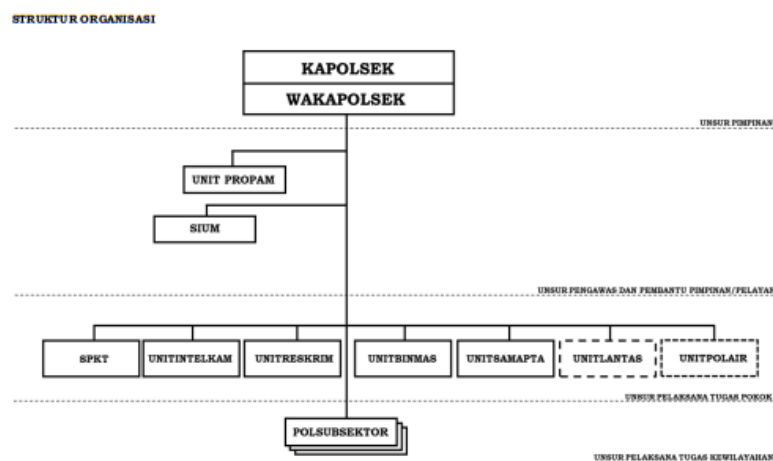 STRUKTUR ORGANISASI
KAPOLSEK
WAKAPOLSEK
UNSUR PIMPINAN
UNIT PROPAM
SIUM
UNSUR PENGAWAS DAN PEMBANTU PIMPINAN/PELAYAN
SPKT
UNITINTELKAM
UNITRESKRIM
UNITBINMAS
UNITSAMAPTA
UNITLANTAS
UNITPOLAIR
UNSUR PELAKSANA TUGAS POKOK
POLSUBSEKTOR
UNSUR PELAKSANA TUGAS KEWILAYAHAN